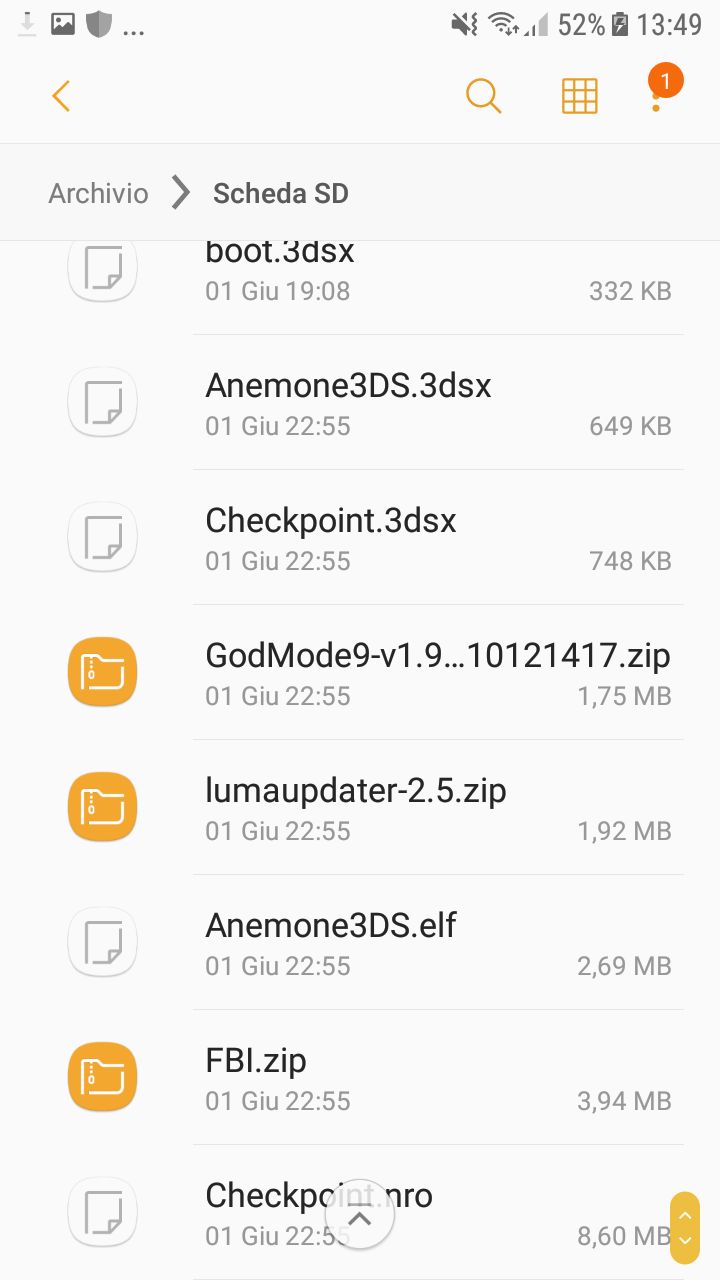 ... 52% 13:49
1
Archivio Scheda SD
boot.3dsx
01 Giu 19:08 332 KB
Anemone3DS.3dsx
01 Giu 22:55 649 KB
Checkpoint.3dsx
01 Giu 22:55 748 KB
GodMode9-v1.9...10121417.zip
01 Giu 22:55 1,75 MB
lumaupdater-2.5.zip
01 Giu 22:55 1,92 MB
Anemone3DS.elf
01 Giu 22:55 2,69 MB
FBI.zip
01 Giu 22:55 3,94 MB
Checkpoint.nro
01 Giu 22:55 8,60 MB